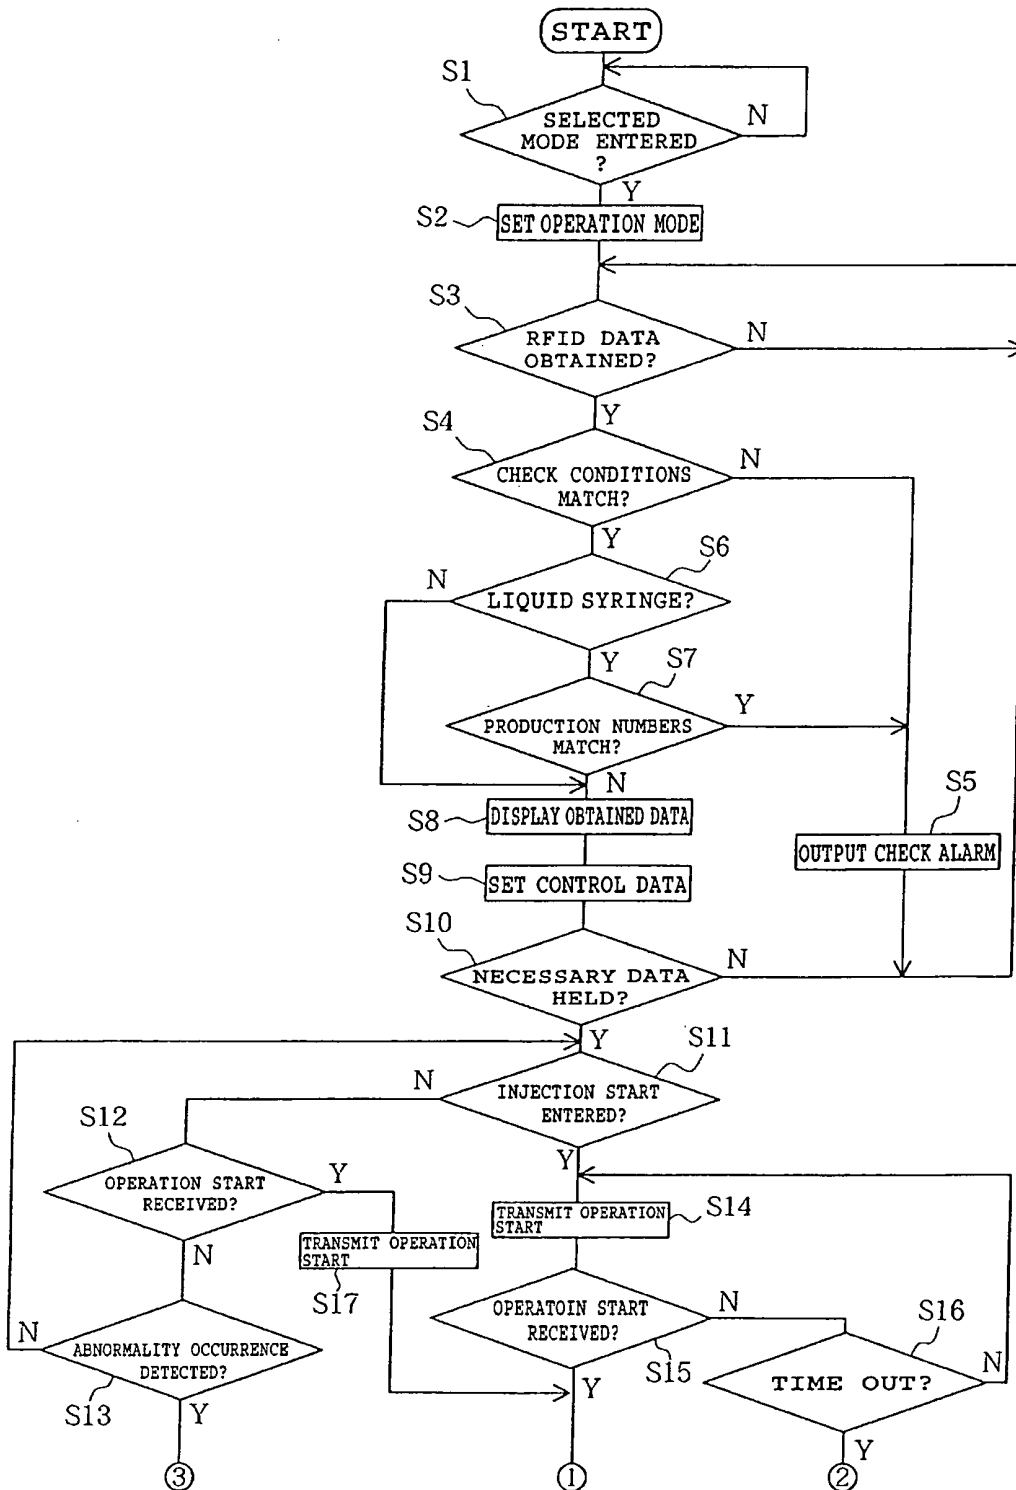 START
S1
SELECTED
MODE ENTERED
?
N
Y
S2
SET OPERATION MODE
S3
RFID DATA
OBTAINED?
N
Y
S4
CHECK CONDITIONS
MATCH?
N
Y
S6
N
LIQUID SYRINGE?
Y
S7
PRODUCTION NUMBERS
MATCH?
Y
N
S8
DISPLAY OBTAINED DATA
S5
OUTPUT CHECK ALARM
S9
SET CONTROL DATA
S10
NECESSARY DATA
HELD?
N
Y
S11
N
INJECTION START
ENTERED?
Y
S12
OPERATION START
RECEIVED?
Y
N
S14
TRANSMIT OPERATION
START
TRANSMIT OPERATION
START
S17
OPERATOIN START
RECEIVED?
N
S15
Y
S16
TIME OUT?
N
Y
N
ABNORMALITY OCCURRENCE
DETECTED?
S13
Y
③
①
②